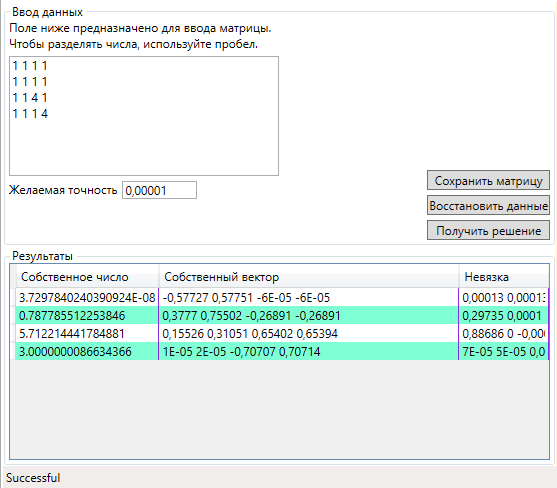 Ввод данных
Поле ниже предназначено для ввода матрицы.
Чтобы разделять числа, используйте пробел.
1 1 1 1
1 1 1 1
1 1 4 1
1 1 1 4
Желаемая точность 0,00001
Сохранить матрицу
Восстановить данные
Получить решение
Результаты
Собственное число Собственный вектор Невязка
3.7297840240390924E-08 -0,57727 0,57751 -6E-05 -6E-05 0,00013 0,00013
0.787785512253846 0,3777 0,75502 -0,26891 -0,26891 0,29735 0,0001
5.712214441784881 0,15526 0,31051 0,65402 0,65394 0,88686 0 -0,00
3.0000000086634366 1E-05 2E-05 -0,70707 0,70714 7E-05 5E-05 0,0
Successful